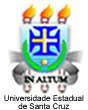 IN ALTUM
Universidade Estadual
de Santa Cruz